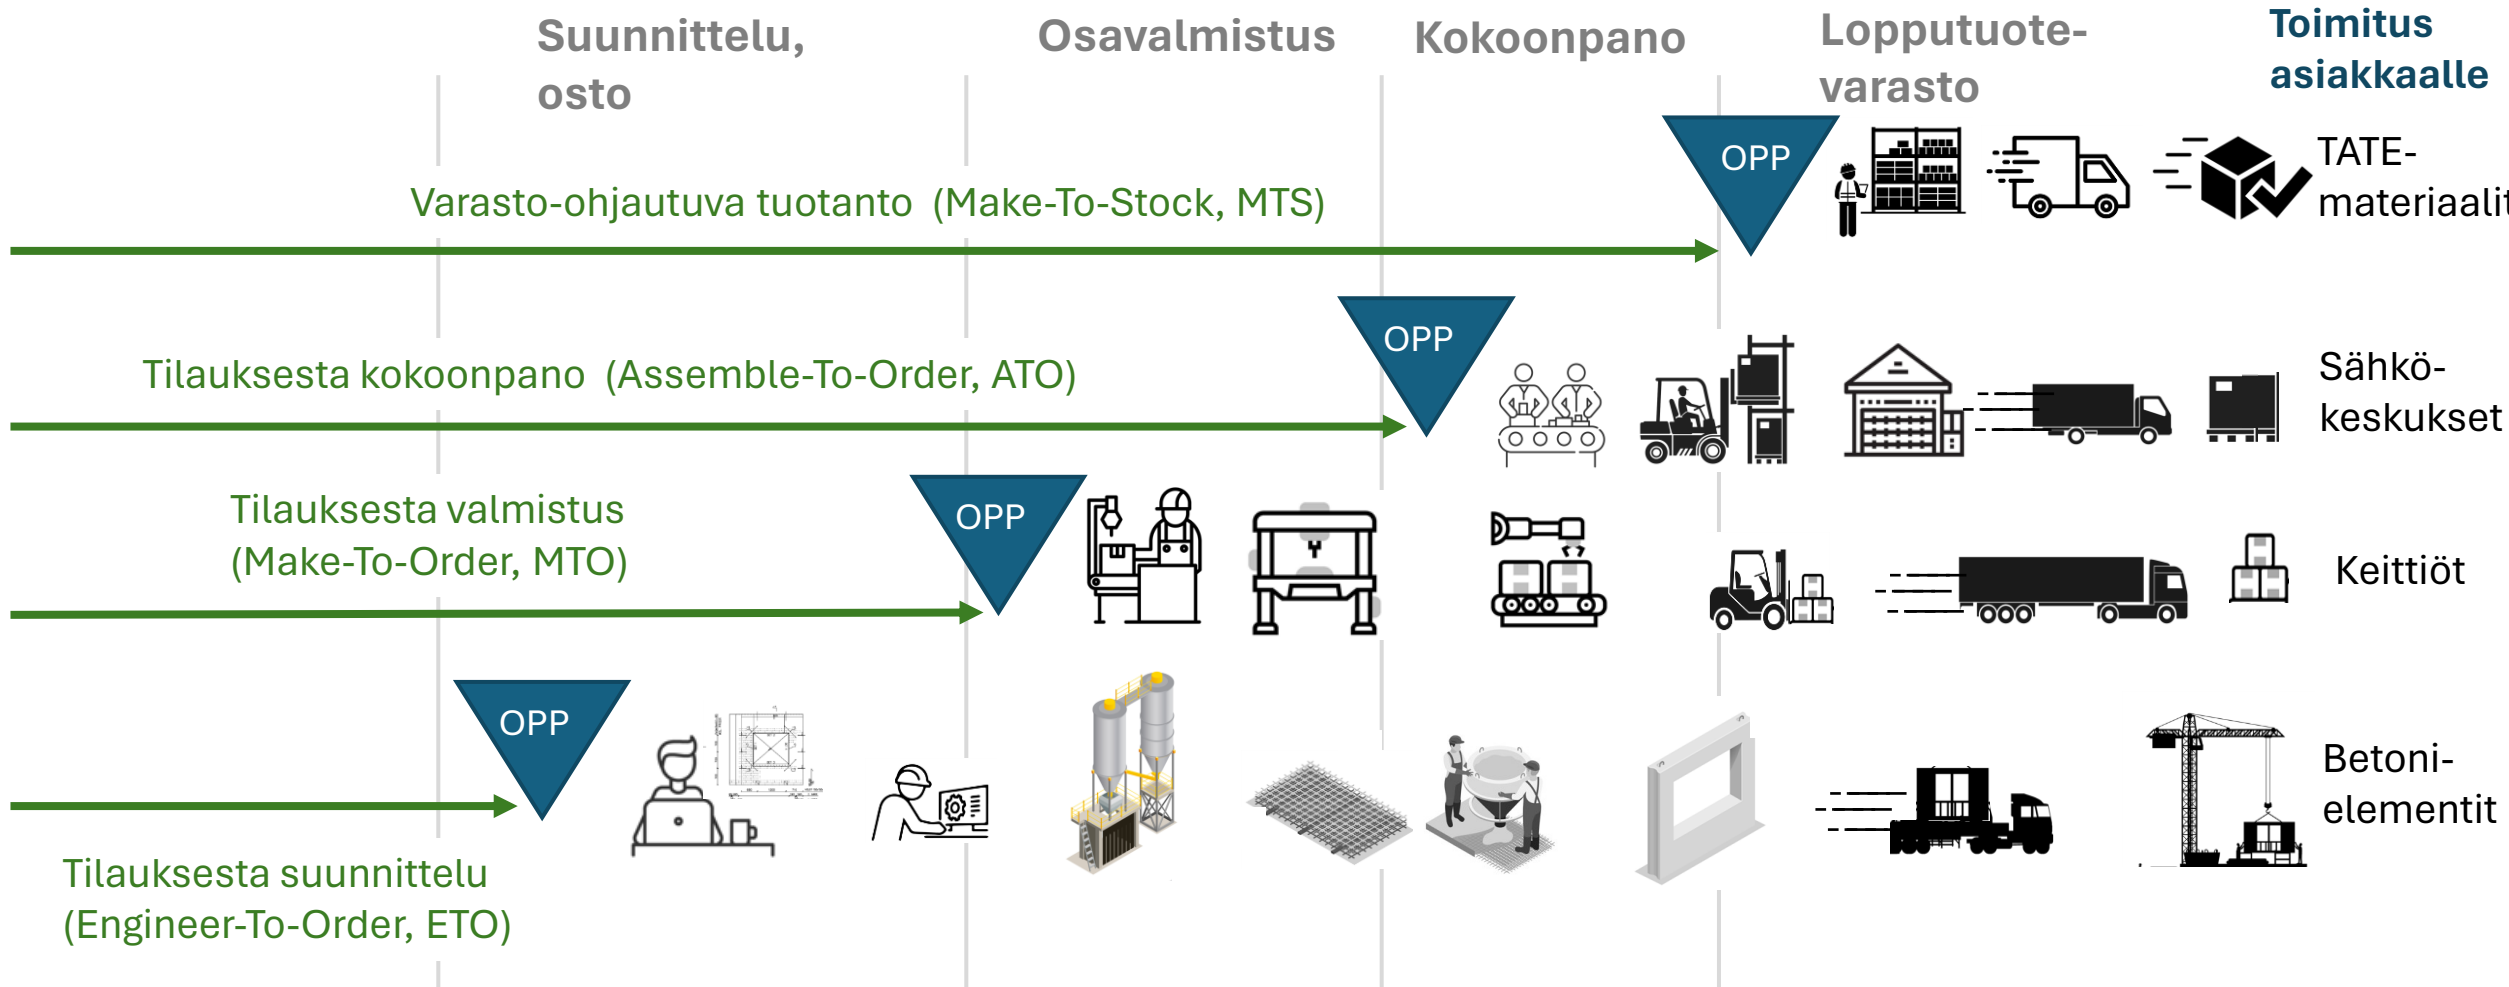 Suunnittelu,
osto
Osavalmistus
Kokoonpano
Lopputuote-
varasto
Toimitus
asiakkaalle
Varasto-ohjautuva tuotanto (Make-To-Stock, MTS)
OPP
TATE-
materiaalit
Tilauksesta kokoonpano (Assemble-To-Order, ATO)
OPP
Sähkö-
keskukset
Tilauksesta valmistus
(Make-To-Order, MTO)
OPP
Keittiöt
OPP
Betoni-
elementit
Tilauksesta suunnittelu
(Engineer-To-Order, ETO)